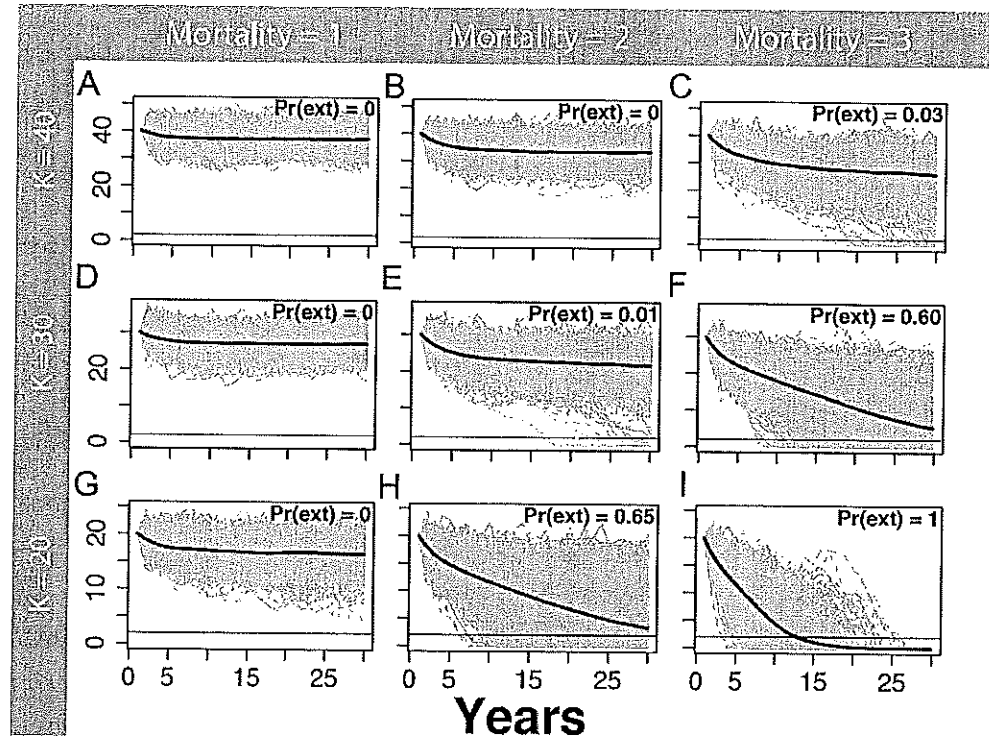 Mortality = 1 Mortality = 2 Mortality = 3
A B C
Pr(ext) = 0 Pr(ext) = 0 Pr(ext) = 0.03
K = 40
40
20
0
D E F
Pr(ext) = 0 Pr(ext) = 0.01 Pr(ext) = 0.60
K = 30
20
0
G H I
Pr(ext) = 0 Pr(ext) = 0.65 Pr(ext) = 1
K = 20
20
10
0
0 5 15 25 0 5 15 25 0 5 15 25
Years